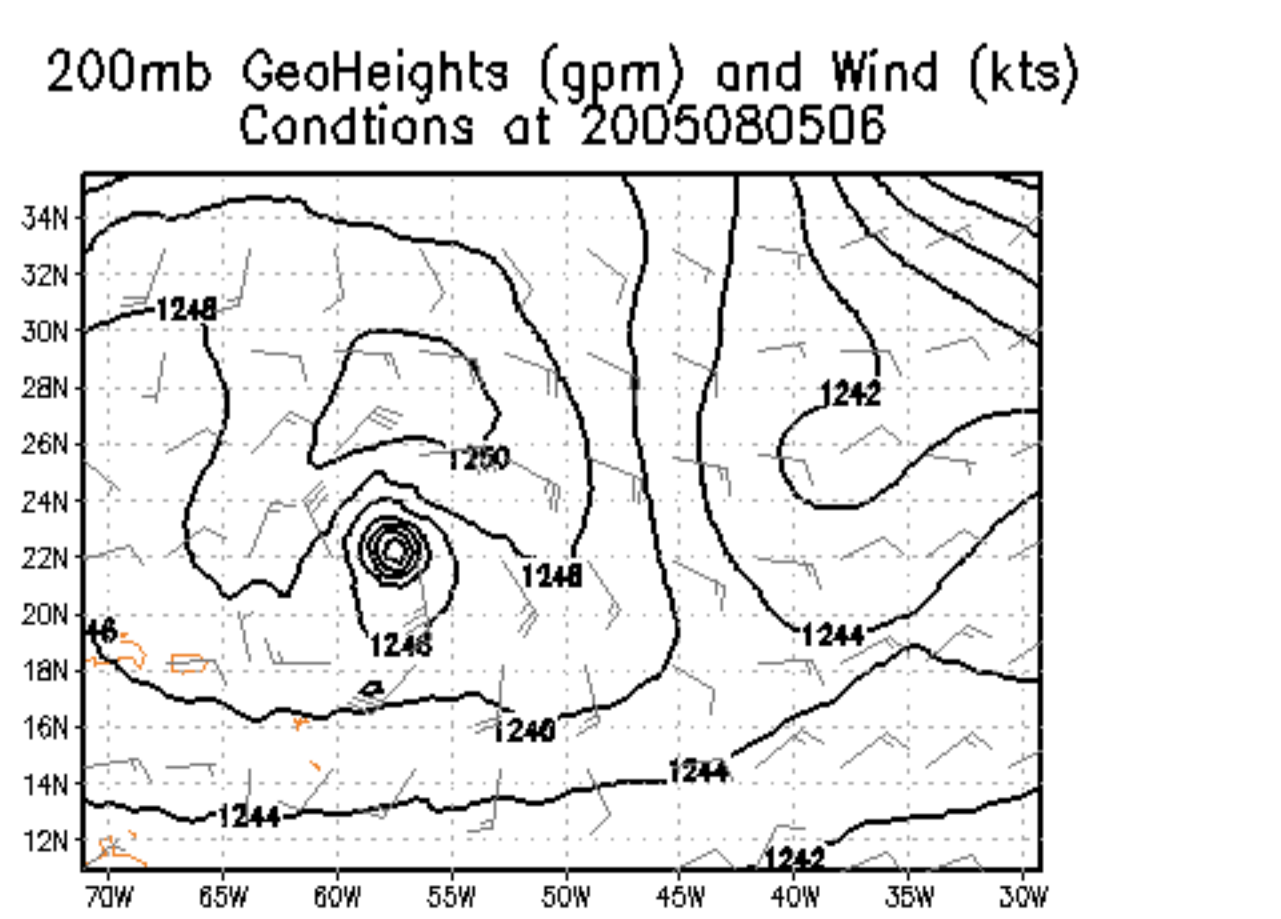 200mb GeoHeights (gpm) and Wind (kts)
Condtions at 2005080506
34N
32N
1248
30N
28N
1242
26N
1250
24N
22N
1248
20N
46
1244
1248
18N
16N
1246
1244
14N
1244
12N
1242
70W 65W 60W 55W 50W 45W 40W 35W 30W